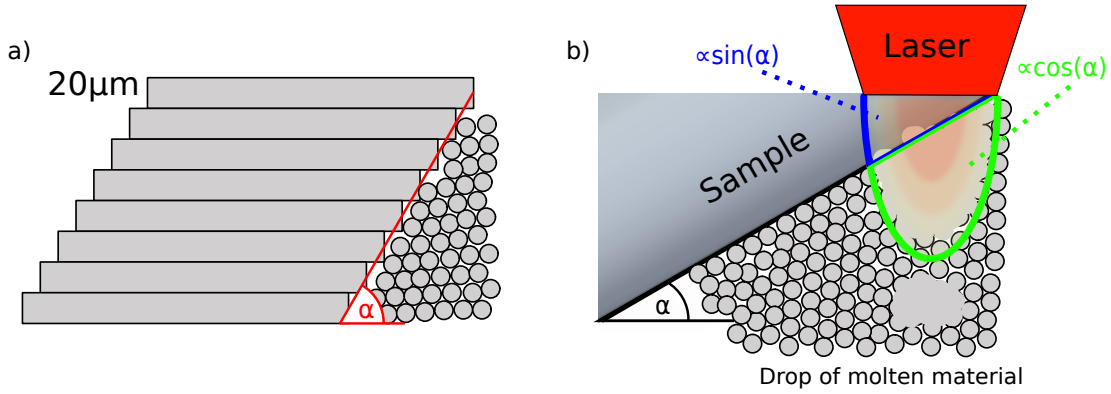 a)
20μm
α
b)
Laser
∝sin(α)
∝cos(α)
Sample
α
Drop of molten material